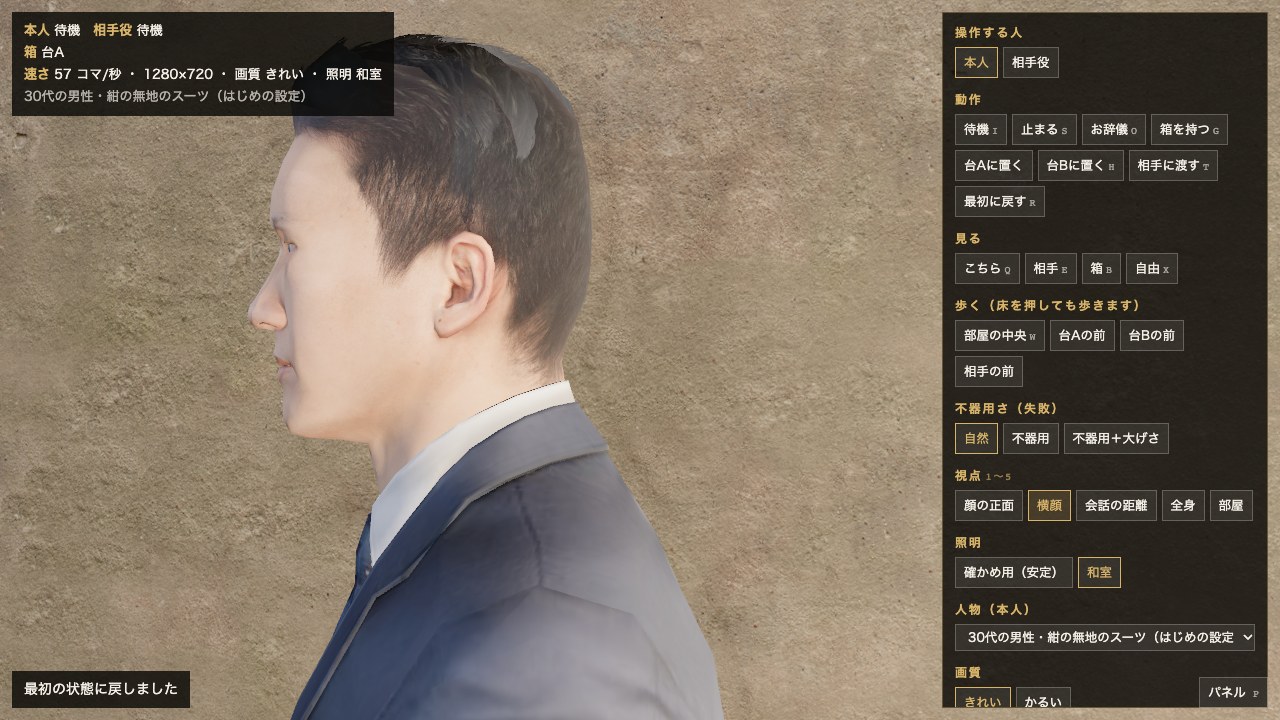 本人 待機 相手役 待機
箱 台A
速さ 57 コマ/秒 ・ 1280×720 ・ 画質 きれい ・ 照明 和室
30代の男性・紺の無地のスーツ（はじめの設定）
操作する人
本人 相手役
動作
待機 I 止まる S お辞儀 O 箱を持つ G
台Aに置く 台Bに置く H 相手に渡す T
最初に戻す R
見る
こちら Q 相手 E 箱 B 自由 X
歩く（床を押しても歩きます）
部屋の中央 W 台Aの前 台Bの前
相手の前
不器用さ（失敗）
自然 不器用 不器用＋大げさ
視点 1〜5
顔の正面 横顔 会話の距離 全身 部屋
照明
確かめ用（安定） 和室
人物（本人）
30代の男性・紺の無地のスーツ（はじめの設定
画質
きれい かるい
パネル P
最初の状態に戻しました